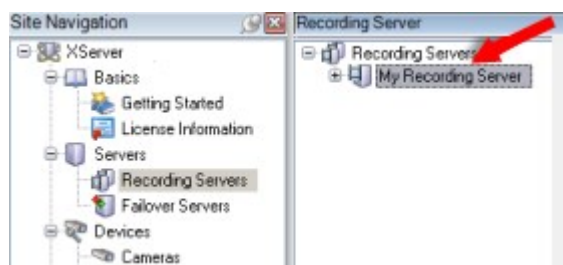 Site Navigation
XServer
Basics
Getting Started
License Information
Servers
Recording Servers
Failover Servers
Devices
Cameras
Recording Server
Recording Servers
My Recording Server